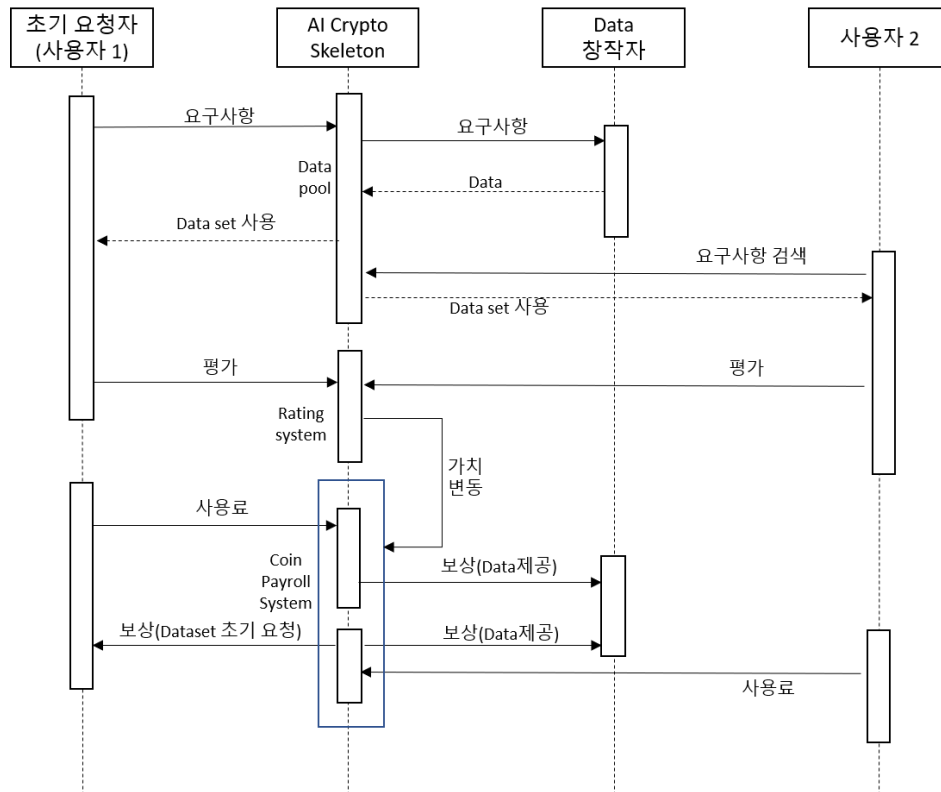 초기 요청자
(사용자 1)
AI Crypto
Skeleton
Data
창작자
사용자 2
요구사항
요구사항
Data
pool
Data
Data set 사용
요구사항 검색
Data set 사용
평가
평가
Rating
system
가치
변동
사용료
Coin
Payroll
System
보상(Data제공)
보상(Dataset 초기 요청)
보상(Data제공)
사용료